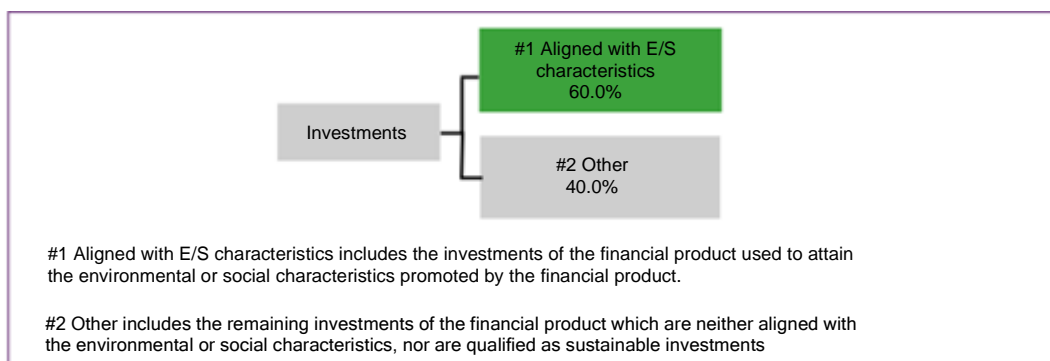 #1 Aligned with E/S
characteristics
60.0%
Investments
#2 Other
40.0%
#1 Aligned with E/S characteristics includes the investments of the financial product used to attain
the environmental or social characteristics promoted by the financial product.
#2 Other includes the remaining investments of the financial product which are neither aligned with
the environmental or social characteristics, nor are qualified as sustainable investments